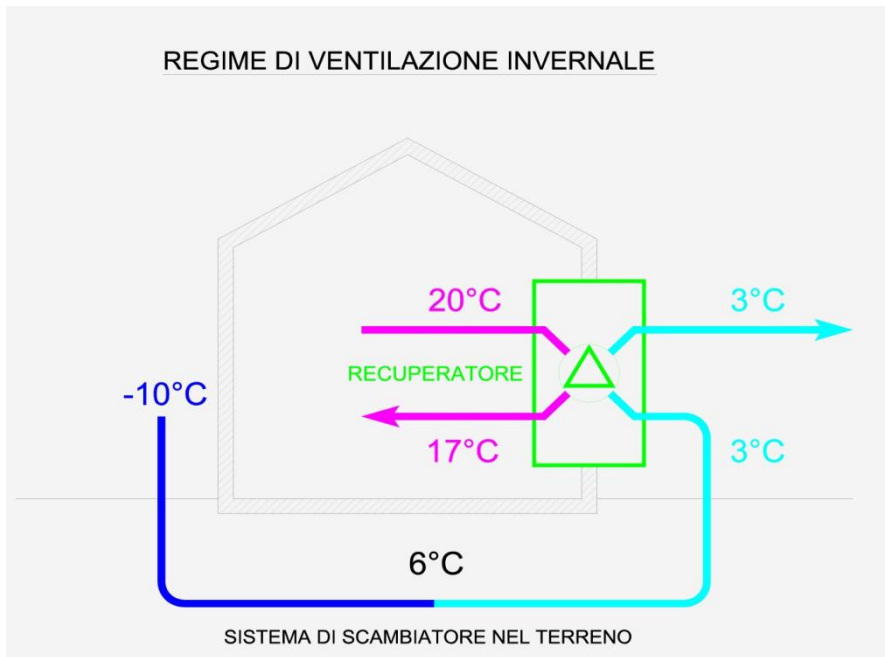 REGIME DI VENTILAZIONE INVERNALE
20°C
3°C
RECUPERATORE
-10°C
17°C
3°C
6°C
SISTEMA DI SCAMBIATORE NEL TERRENO